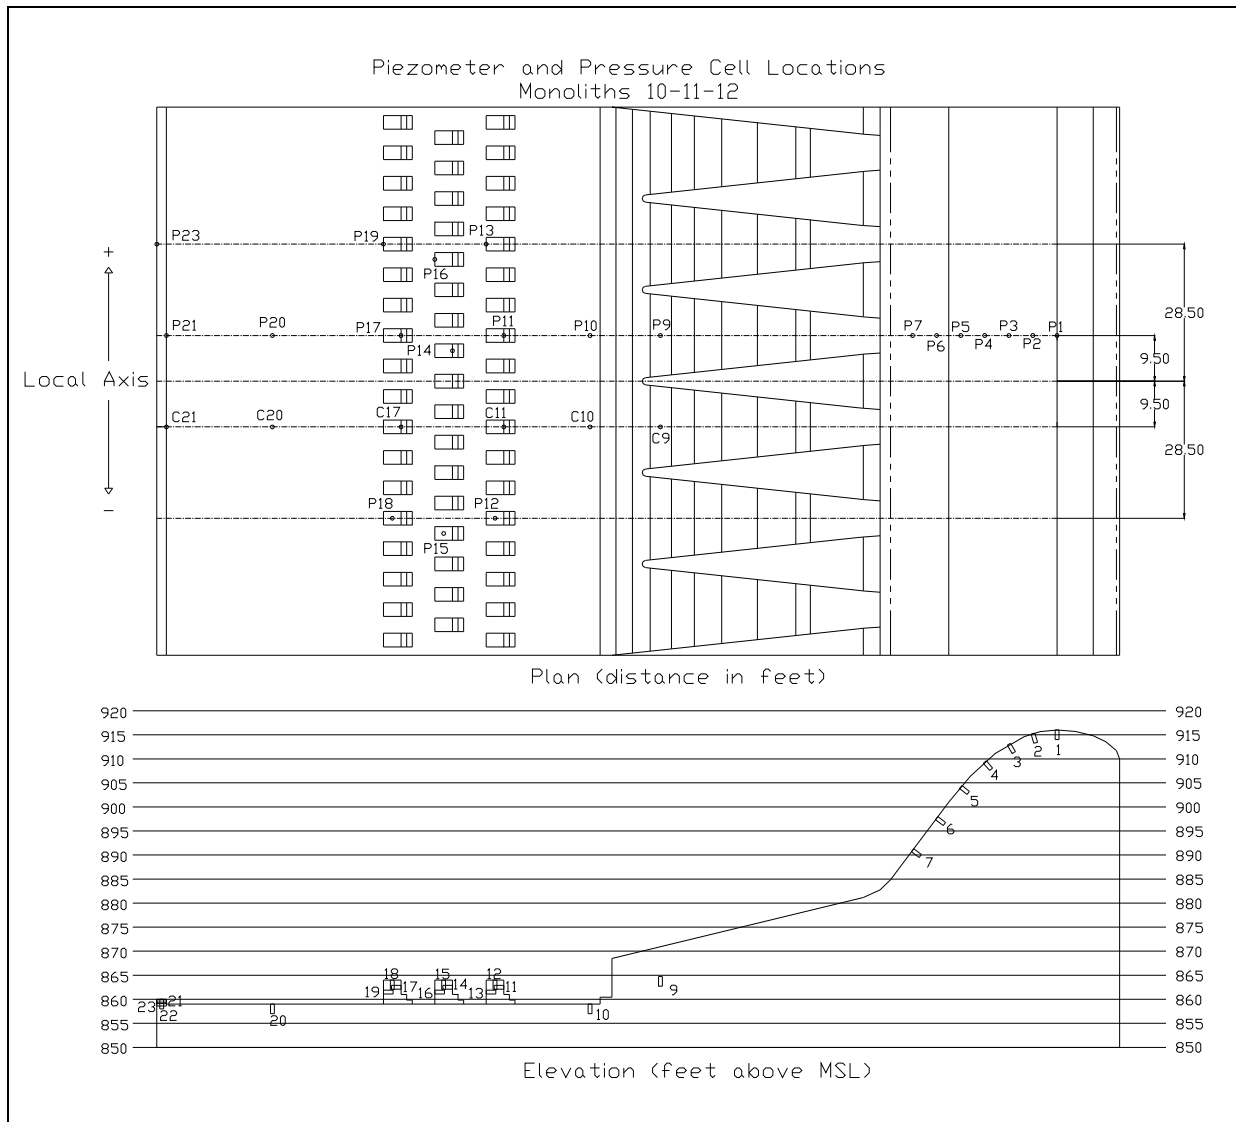 Piezometer and Pressure Cell Locations
Monoliths 10-11-12
P23 P19 P13
+
P16
28.50
P21 P20 P17 P11 P10 P9 P7 P5 P3 P1
P6 P4 P2
P14
9.50
Local Axis
9.50
C21 C20 C17 C11 C10
C9
28.50
P18 P12
−
P15
Plan (distance in feet)
920 920
915 1 2 3 915
910 4 910
905 5 905
900 900
895 6 895
890 7 890
885 885
880 880
875 875
870 870
865 18 15 12 865
19 17 16 14 13 11 9
860 23 21 860
22 20 10
855 855
850 850
Elevation (feet above MSL)